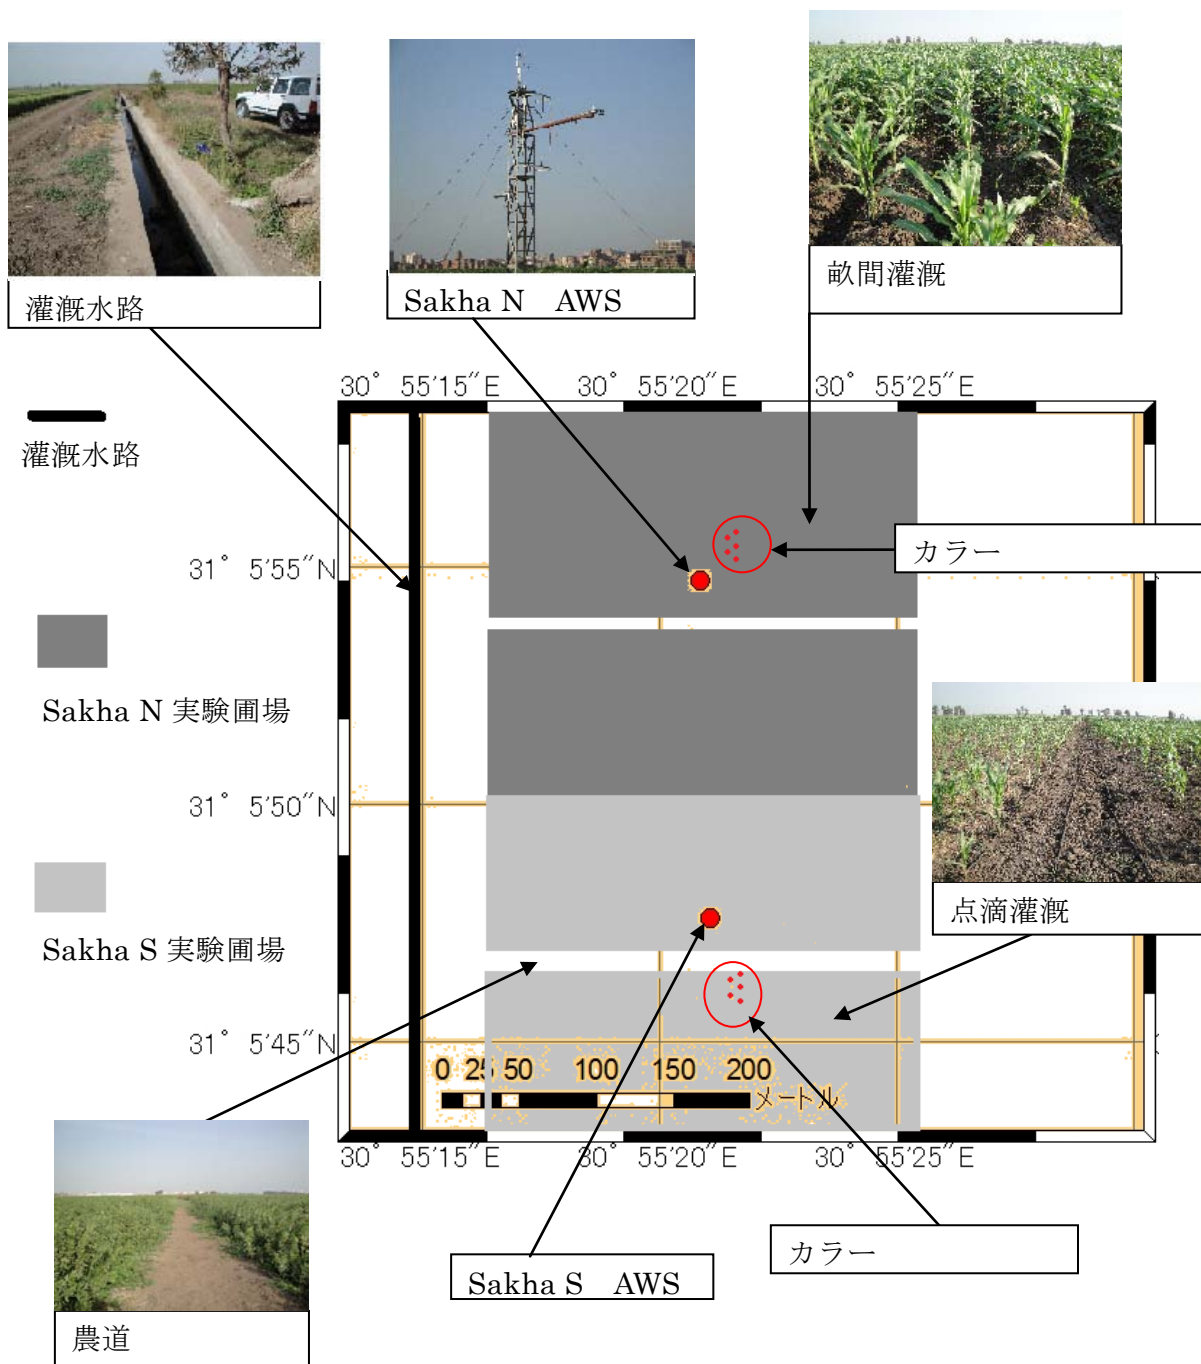 灌漑水路
Sakha N　AWS
畝間灌漑
30° 55′15″E 30° 55′20″E 30° 55′25″E
灌漑水路
カラー
31° 5′55″N
Sakha N 実験圃場
31° 5′50″N
点滴灌漑
Sakha S 実験圃場
31° 5′45″N
0 25 50 100 150 200
メートル
30° 55′15″E 30° 55′20″E 30° 55′25″E
カラー
Sakha S　AWS
農道